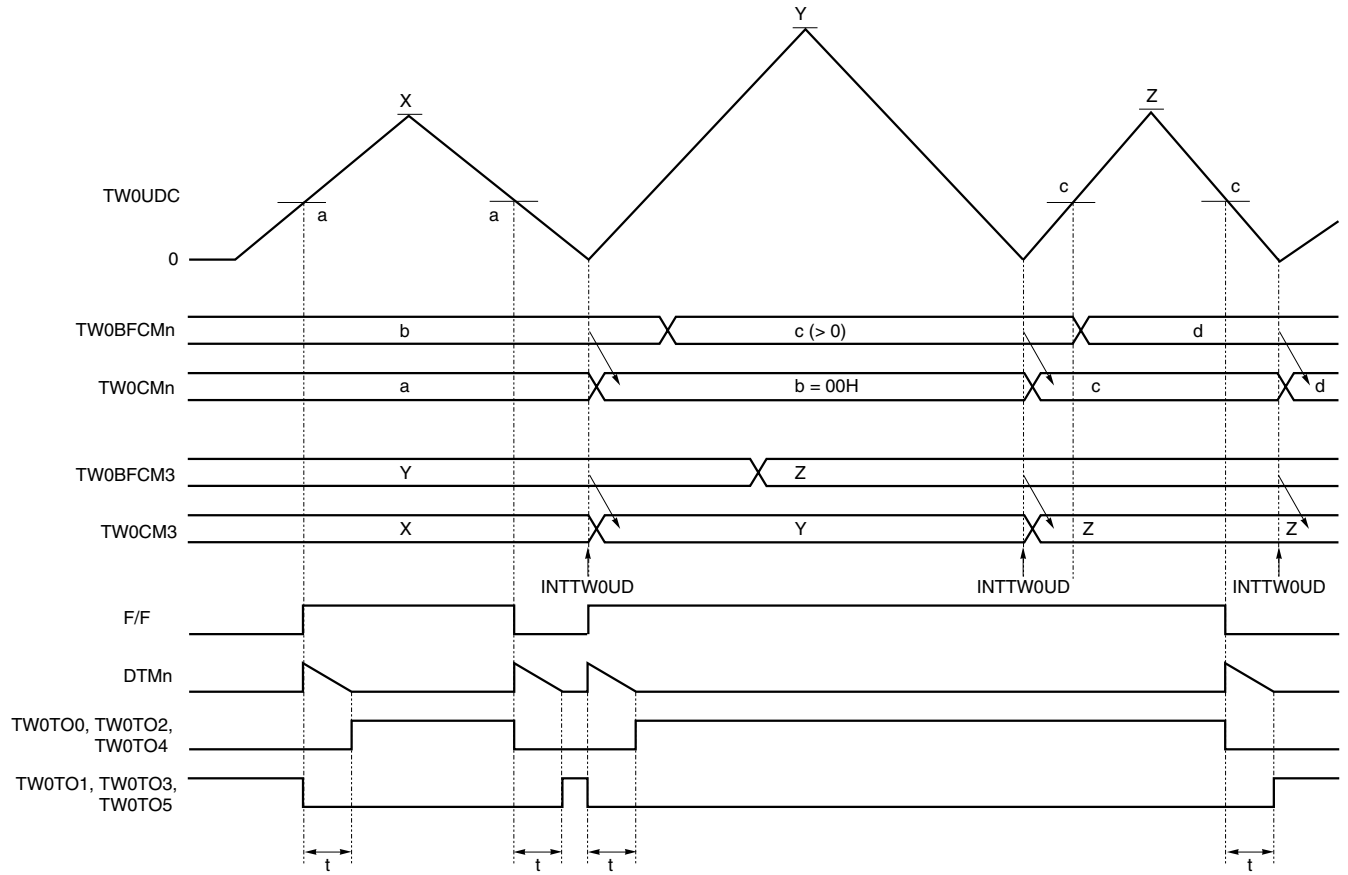 Y
X
Z
TW0UDC
a
a
c
c
0
TW0BFCMn
b
c (> 0)
d
TW0CMn
a
b = 00H
c
d
TW0BFCM3
Y
Z
TW0CM3
X
Y
Z
Z
INTTW0UD
INTTW0UD
INTTW0UD
F/F
DTMn
TW0TO0, TW0TO2,
TW0TO4
TW0TO1, TW0TO3,
TW0TO5
t
t
t
t